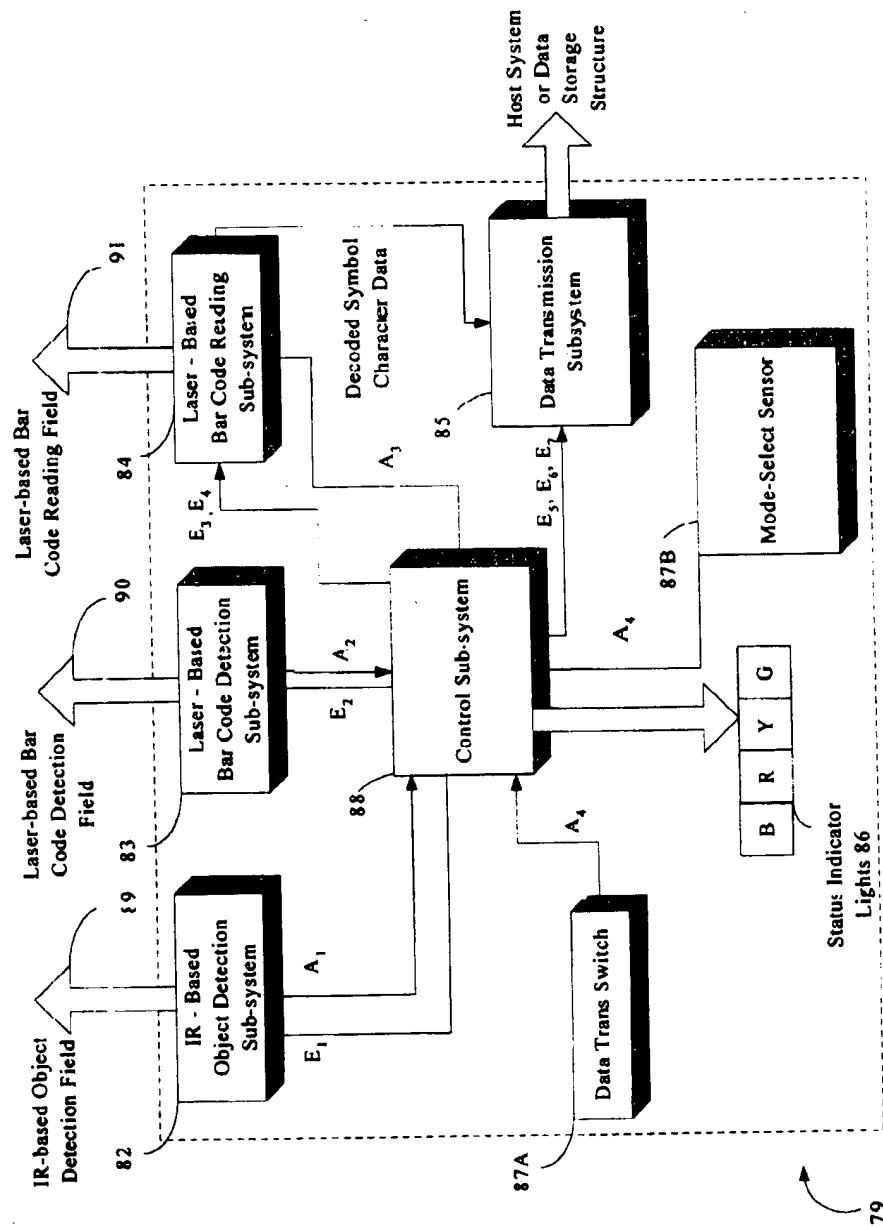 IR-based Object
Detection Field
89
Laser-based Bar
Code Detection
Field
90
Laser-based Bar
Code Reading Field
91
82
IR - Based
Object Detection
Sub-system
83
Laser - Based
Bar Code Detection
Sub-system
84
Laser - Based
Bar Code Reading
Sub-system
A1
E1
A2
E2
E3, E4
A3
Decoded Symbol
Character Data
88
Control Sub-system
85
Data Transmission
Subsystem
Host System
or Data
Storage
Structure
E5, E6, E7
A4
A4
87A
Data Trans Switch
87B
Mode-Select Sensor
B R Y G
Status Indicator
Lights 86
79